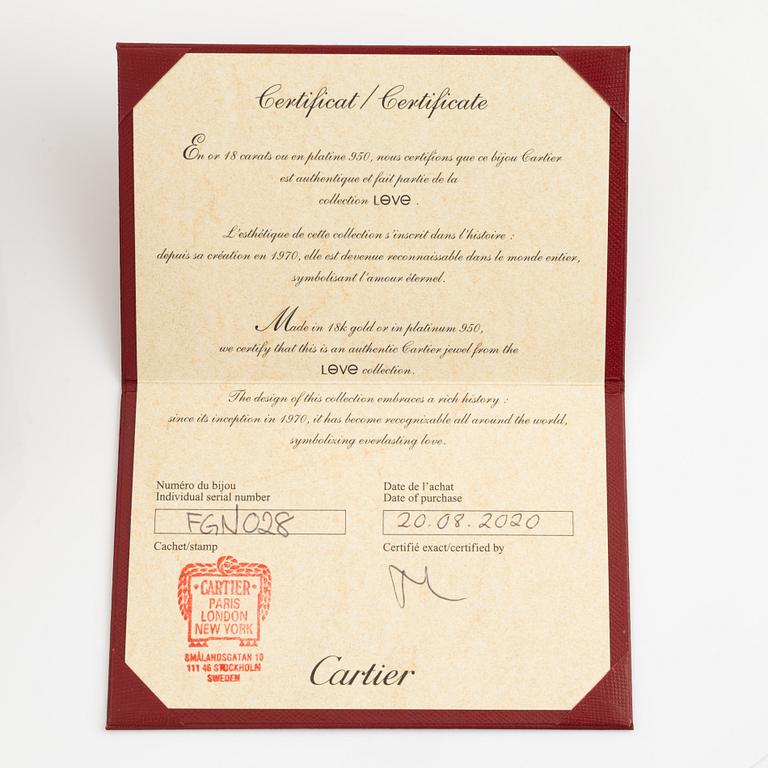 Certificat / Certificate
En or 18 carats ou en platine 950, nous certifions que ce bijou Cartier
est authentique et fait partie de la
collection LOVE .
L'esthétique de cette collection s'inscrit dans l'histoire :
depuis sa création en 1970, elle est devenue reconnaissable dans le monde entier,
symbolisant l'amour éternel.
Made in 18k gold or in platinum 950,
we certify that this is an authentic Cartier jewel from the
LOVE collection.
The design of this collection embraces a rich history :
since its inception in 1970, it has become recognizable all around the world,
symbolizing everlasting love.
Numéro du bijou
Individual serial number
FGN028
Date de l'achat
Date of purchase
20.08.2020
Cachet/stamp
CARTIER
PARIS
LONDON
NEW YORK
SMÅLANDSGATAN 10
111 46 STOCKHOLM
SWEDEN
Certifié exact/certified by
Cartier